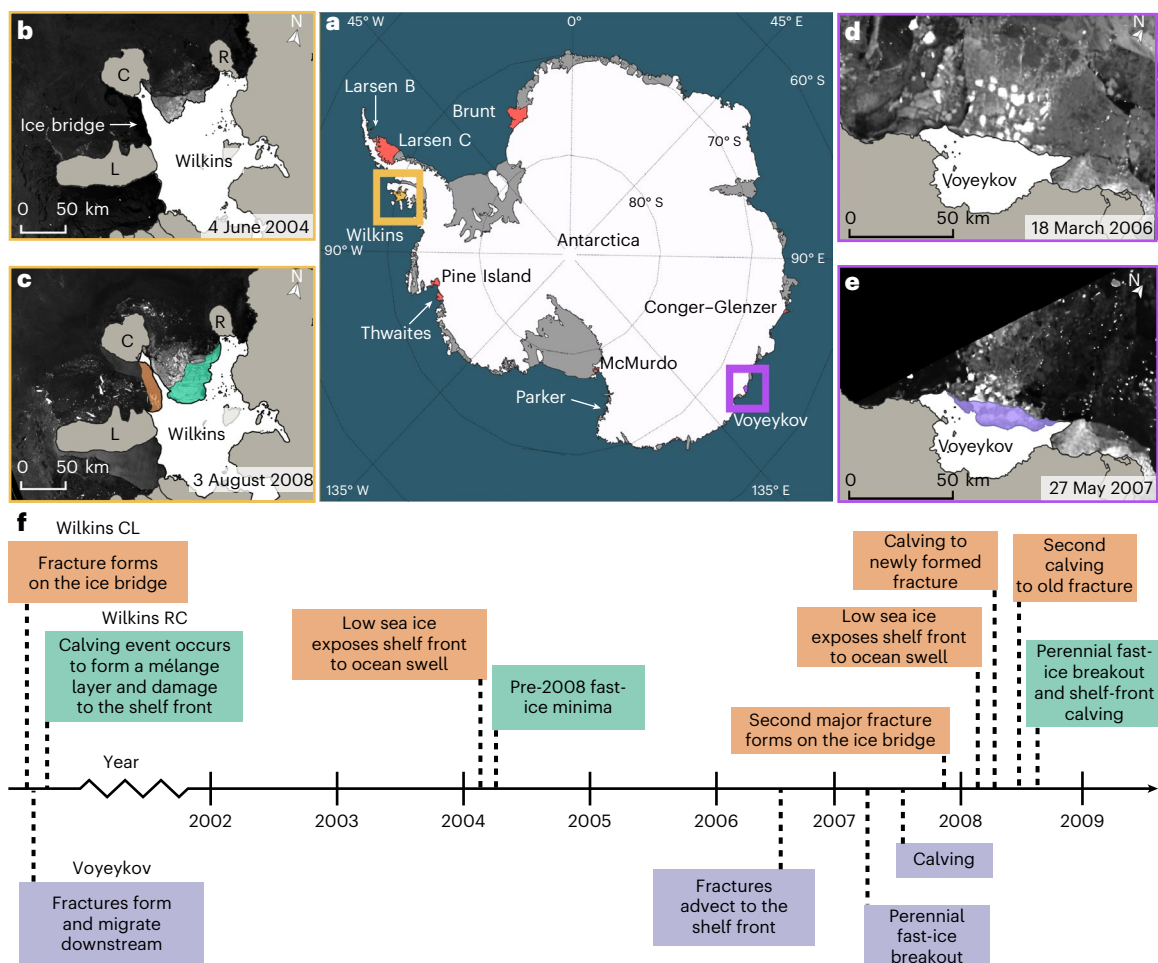 b
N
C
R
Ice bridge
Wilkins
L
0 50 km
4 June 2004
c
N
C
R
L
Wilkins
0 50 km
3 August 2008
a
45° W
0°
45° E
60° S
Larsen B
Brunt
Larsen C
70° S
80° S
Wilkins
Antarctica
90° W
90° E
Pine Island
Conger–Glenzer
Thwaites
McMurdo
Parker
Voyeykov
135° W
135° E
d
N
Voyeykov
0 50 km
18 March 2006
e
N
Voyeykov
0 50 km
27 May 2007
f
Wilkins CL
Fracture forms
on the ice bridge
Wilkins RC
Calving event occurs
to form a mélange
layer and damage
to the shelf front
Low sea ice
exposes shelf front
to ocean swell
Pre-2008 fast-
ice minima
Second major fracture
forms on the ice bridge
Low sea ice
exposes shelf front
to ocean swell
Calving to
newly formed
fracture
Second
calving
to old fracture
Perennial fast-
ice breakout
and shelf-front
calving
Year
2002
2003
2004
2005
2006
2007
2008
2009
Voyeykov
Fractures form
and migrate
downstream
Fractures
advect to the
shelf front
Perennial
fast-ice
breakout
Calving